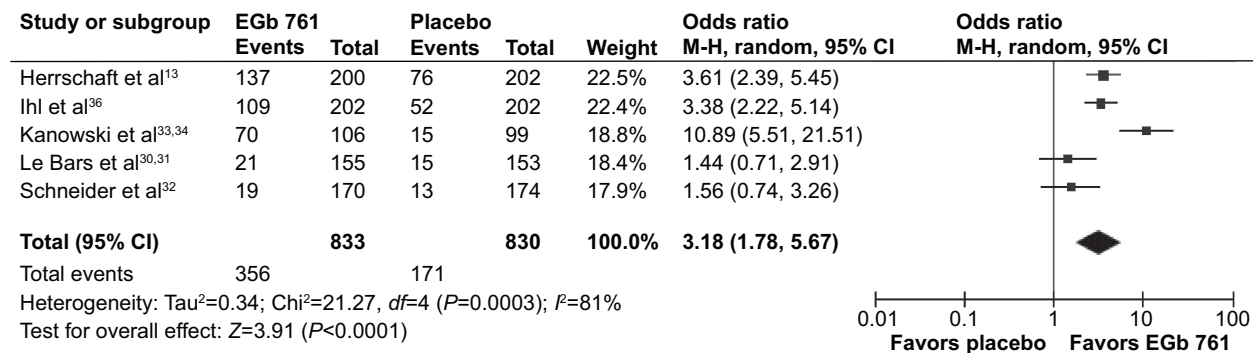 Study or subgroup EGb 761 Placebo Odds ratio Odds ratio
Events Total Events Total Weight M-H, random, 95% CI M-H, random, 95% CI
Herrschaft et al¹³ 137 200 76 202 22.5% 3.61 (2.39, 5.45)
Ihl et al³⁶ 109 202 52 202 22.4% 3.38 (2.22, 5.14)
Kanowski et al³³,³⁴ 70 106 15 99 18.8% 10.89 (5.51, 21.51)
Le Bars et al³⁰,³¹ 21 155 15 153 18.4% 1.44 (0.71, 2.91)
Schneider et al³² 19 170 13 174 17.9% 1.56 (0.74, 3.26)
Total (95% CI) 833 830 100.0% 3.18 (1.78, 5.67)
Total events 356 171
Heterogeneity: Tau²=0.34; Chi²=21.27, df=4 (P=0.0003); I²=81%
Test for overall effect: Z=3.91 (P<0.0001)
0.01 0.1 1 10 100
Favors placebo Favors EGb 761